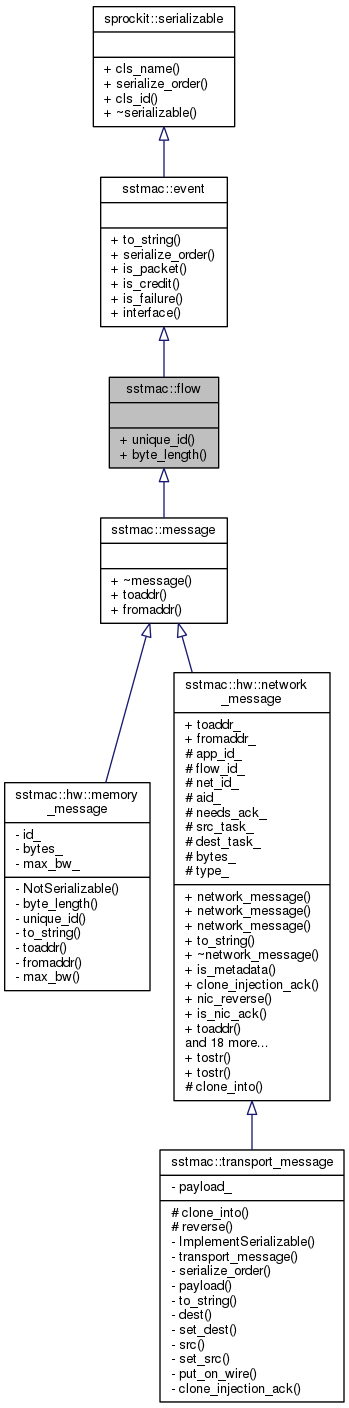 sprockit::serializable
+ cls_name()
+ serialize_order()
+ cls_id()
+ ~serializable()
sstmac::event
+ to_string()
+ serialize_order()
+ is_packet()
+ is_credit()
+ is_failure()
+ interface()
sstmac::flow
+ unique_id()
+ byte_length()
sstmac::message
+ ~message()
+ toaddr()
+ fromaddr()
sstmac::hw::memory
_message
- id_
- bytes_
- max_bw_
- NotSerializable()
- byte_length()
- unique_id()
- to_string()
- toaddr()
- fromaddr()
- max_bw()
sstmac::hw::network
_message
+ toaddr_
+ fromaddr_
# app_id_
# flow_id_
# net_id_
# aid_
# needs_ack_
# src_task_
# dest_task_
# bytes_
# type_
+ network_message()
+ network_message()
+ network_message()
+ to_string()
+ ~network_message()
+ is_metadata()
+ clone_injection_ack()
+ nic_reverse()
+ is_nic_ack()
+ toaddr()
and 18 more...
+ tostr()
+ tostr()
# clone_into()
sstmac::transport_message
- payload_
# clone_into()
# reverse()
- ImplementSerializable()
- transport_message()
- serialize_order()
- payload()
- to_string()
- dest()
- set_dest()
- src()
- set_src()
- put_on_wire()
- clone_injection_ack()